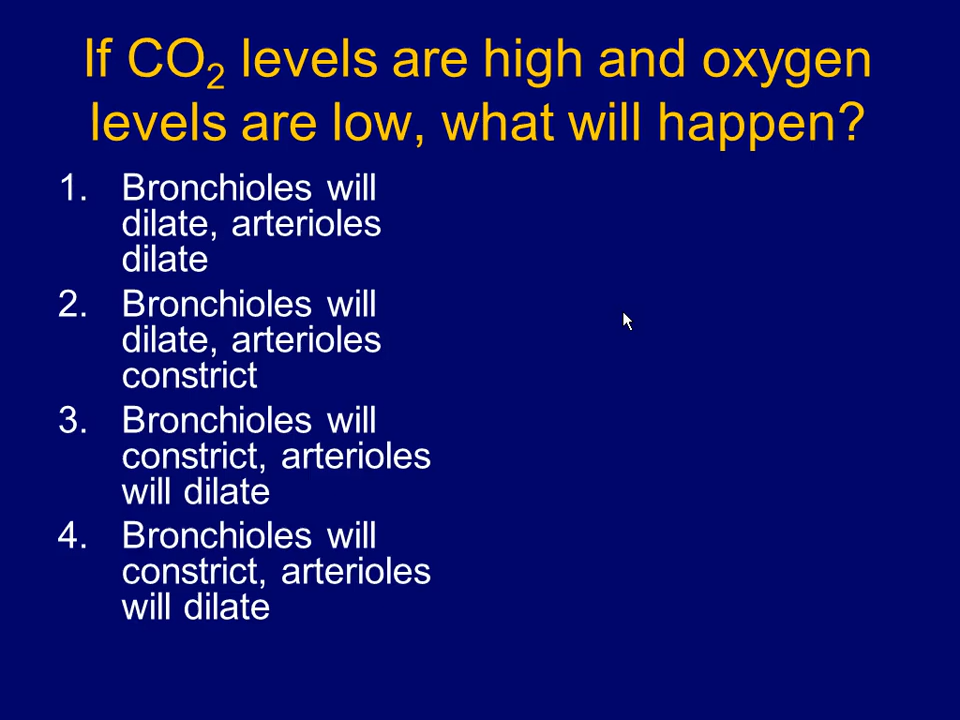 If CO₂ levels are high and oxygen
levels are low, what will happen?
1. Bronchioles will
dilate, arterioles
dilate
2. Bronchioles will
dilate, arterioles
constrict
3. Bronchioles will
constrict, arterioles
will dilate
4. Bronchioles will
constrict, arterioles
will dilate